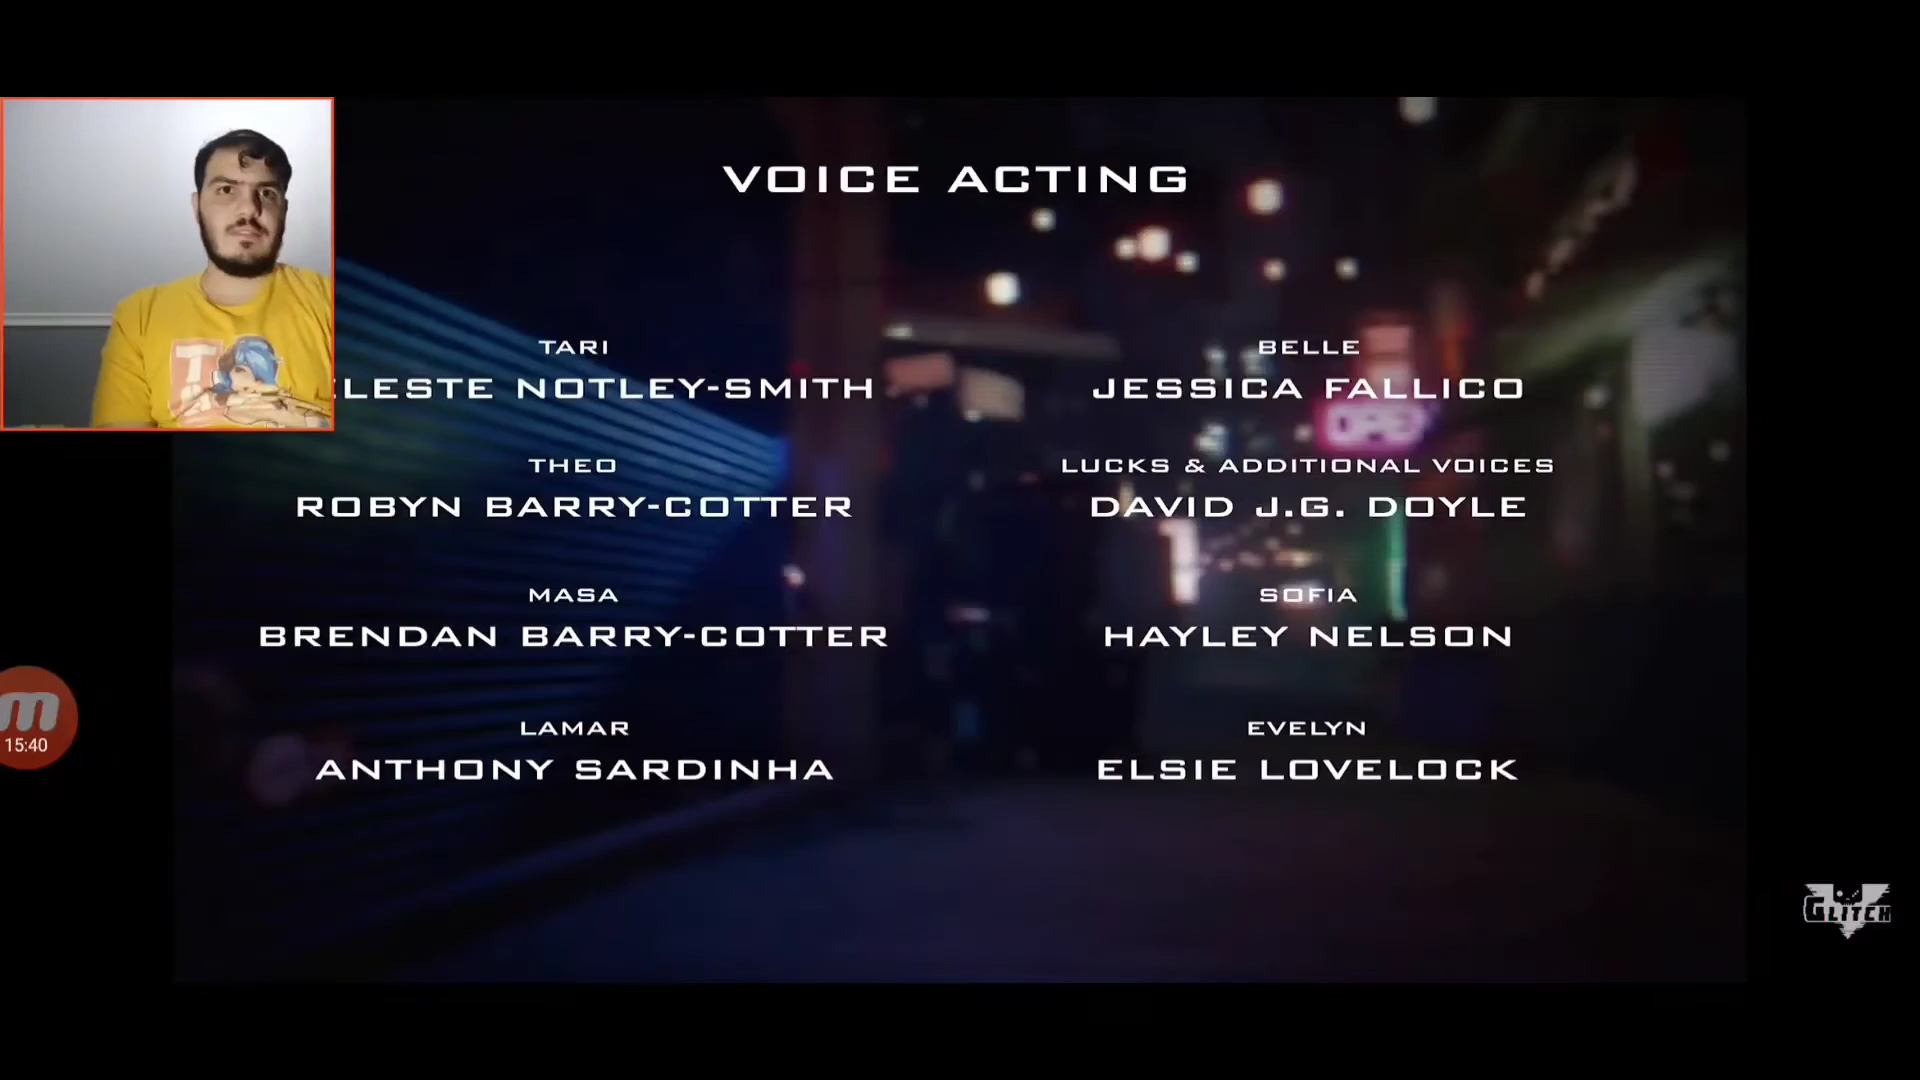 VOICE ACTING
TARI
LESTE NOTLEY-SMITH
BELLE
JESSICA FALLICO
THEO
ROBYN BARRY-COTTER
LUCKS & ADDITIONAL VOICES
DAVID J.G. DOYLE
MASA
BRENDAN BARRY-COTTER
SOFIA
HAYLEY NELSON
LAMAR
ANTHONY SARDINHA
EVELYN
ELSIE LOVELOCK
OPEN
15:40
GLITCH